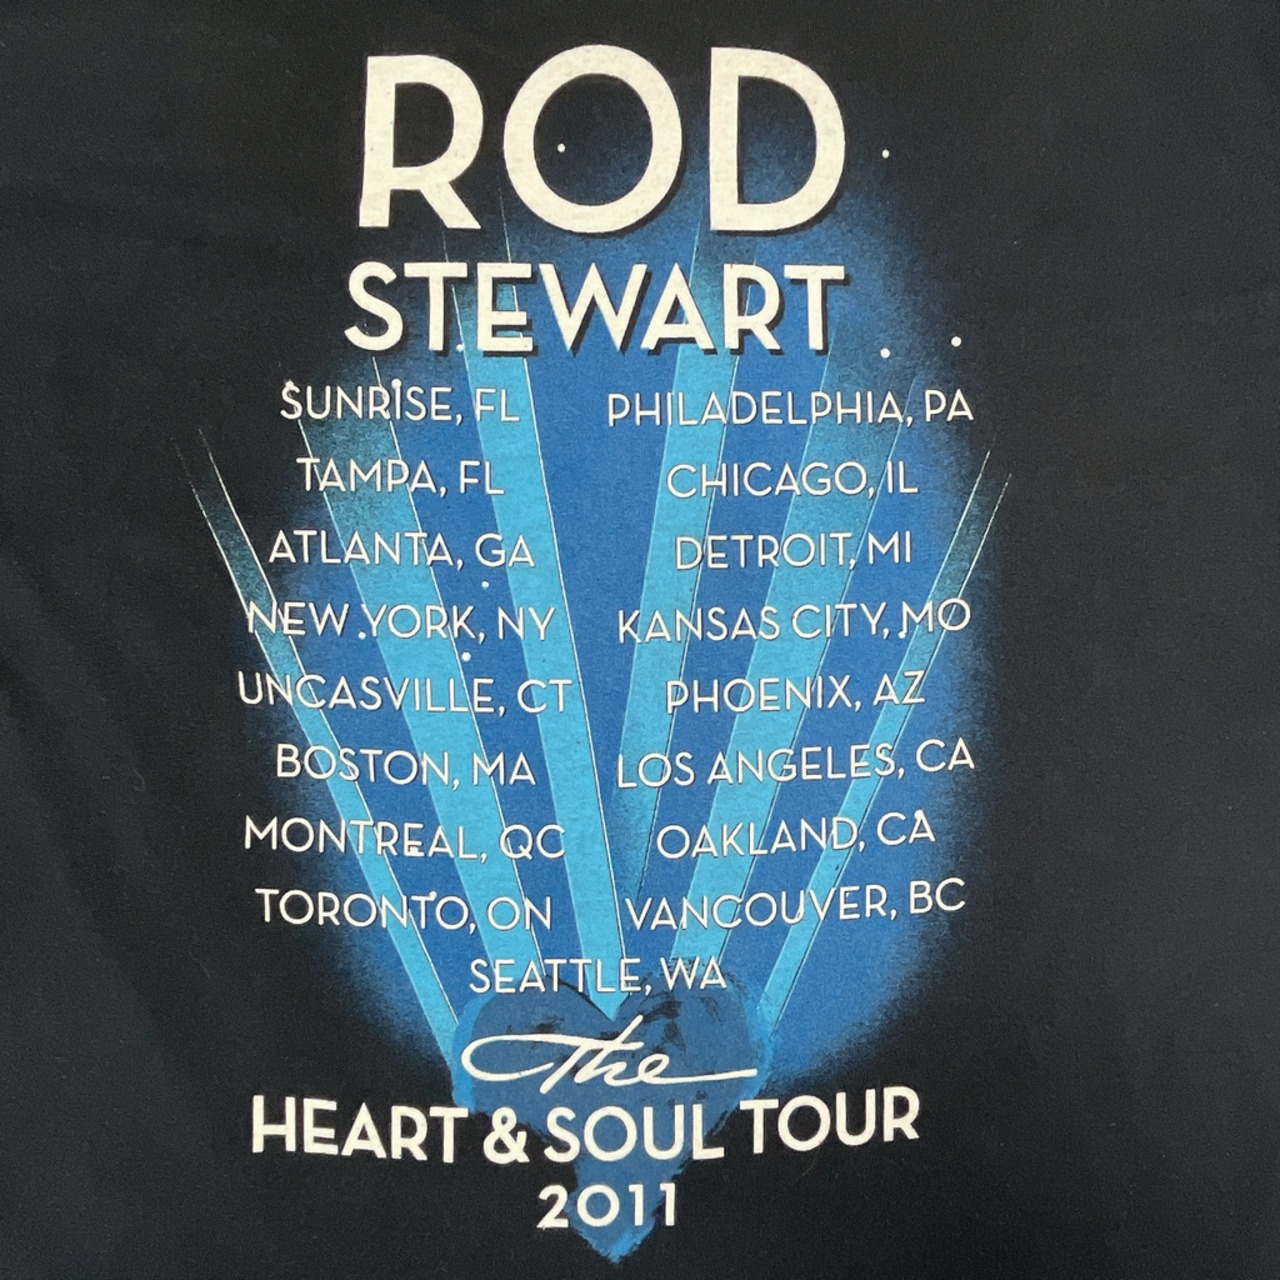 ROD
STEWART
SUNRISE, FL
TAMPA, FL
ATLANTA, GA
NEW YORK, NY
UNCASVILLE, CT
BOSTON, MA
MONTREAL, QC
TORONTO, ON
PHILADELPHIA, PA
CHICAGO, IL
DETROIT, MI
KANSAS CITY, MO
PHOENIX, AZ
LOS ANGELES, CA
OAKLAND, CA
VANCOUVER, BC
SEATTLE, WA
The
HEART & SOUL TOUR
2011